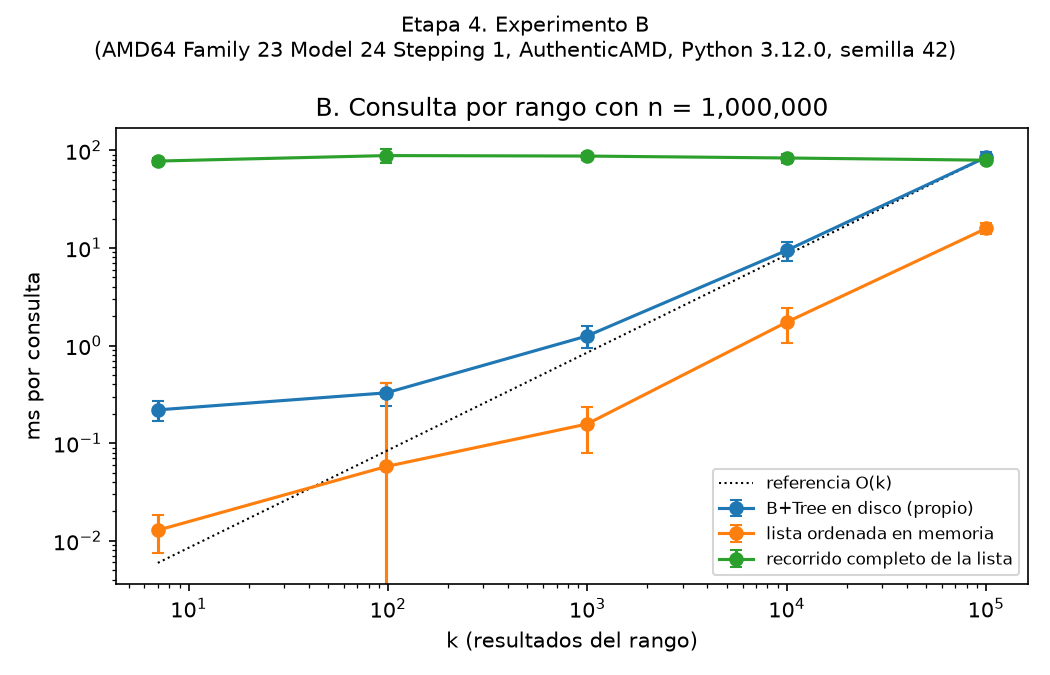 Etapa 4. Experimento B
(AMD64 Family 23 Model 24 Stepping 1, AuthenticAMD, Python 3.12.0, semilla 42)
B. Consulta por rango con n = 1,000,000
ms por consulta
10²
10¹
10⁰
10⁻¹
10⁻²
referencia O(k)
B+Tree en disco (propio)
lista ordenada en memoria
recorrido completo de la lista
10¹ 10² 10³ 10⁴ 10⁵
k (resultados del rango)